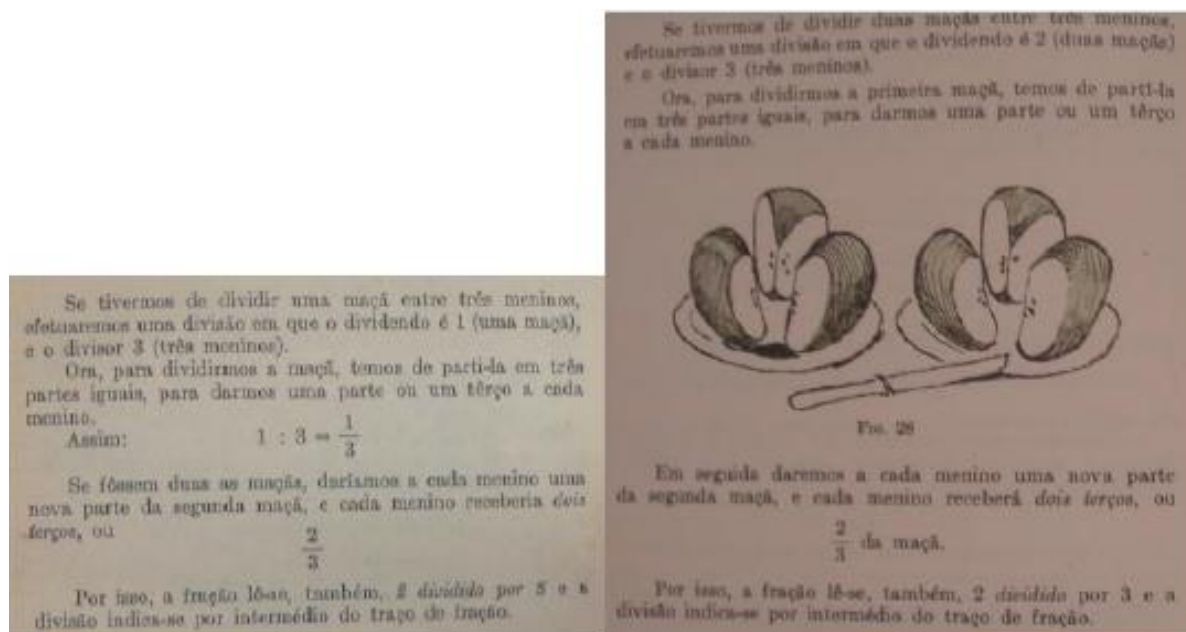 Se tivermos de dividir uma maçã entre três meninos,
efetuaremos uma divisão em que o dividendo é 1 (uma maçã),
e o divisor 3 (três meninos).
Ora, para dividirmos a maçã, temos de parti-la em três
partes iguais, para darmos uma parte ou um têrço a cada
menino.
Assim: 1 : 3 = 1/3
Se fôssem duas as maçãs, daríamos a cada menino uma
nova parte da segunda maçã, e cada menino receberia dois
terços, ou
2/3
Por isso, a fração lê-se, também, 2 dividido por 3 e a
divisão indica-se por intermédio do traço de fração.
Se tivermos de dividir duas maçãs entre três meninos,
efetuaremos uma divisão em que o dividendo é 2 (duas maçãs)
e o divisor 3 (três meninos).
Ora, para dividirmos a primeira maçã, temos de parti-la
em três partes iguais, para darmos uma parte ou um têrço
a cada menino.
FIG. 26
Em seguida daremos a cada menino uma nova parte
da segunda maçã, e cada menino receberá dois terços, ou
2/3 da maçã.
Por isso, a fração lê-se, também, 2 dividido por 3 e a
divisão indica-se por intermédio do traço de fração.